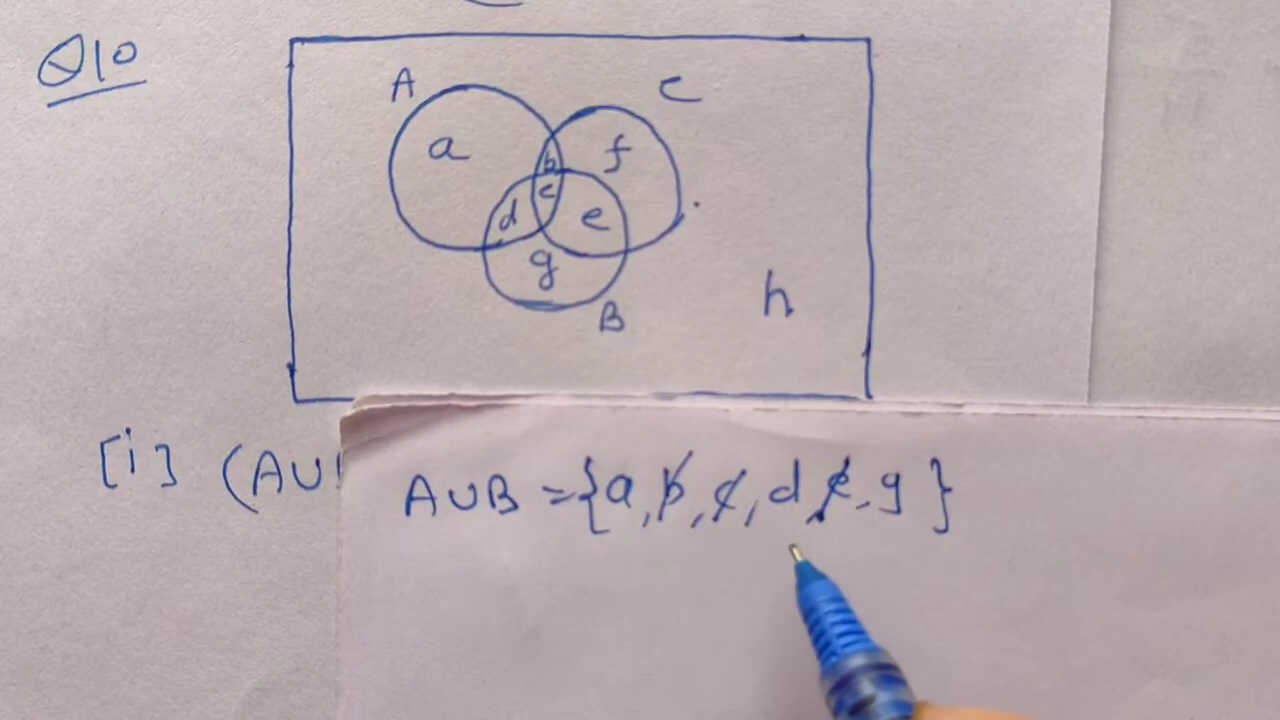 Q10
A
C
a
b
f
c
d
e
g
h
B
[i] (AU
AUB = {a, b, c, d, e, g}